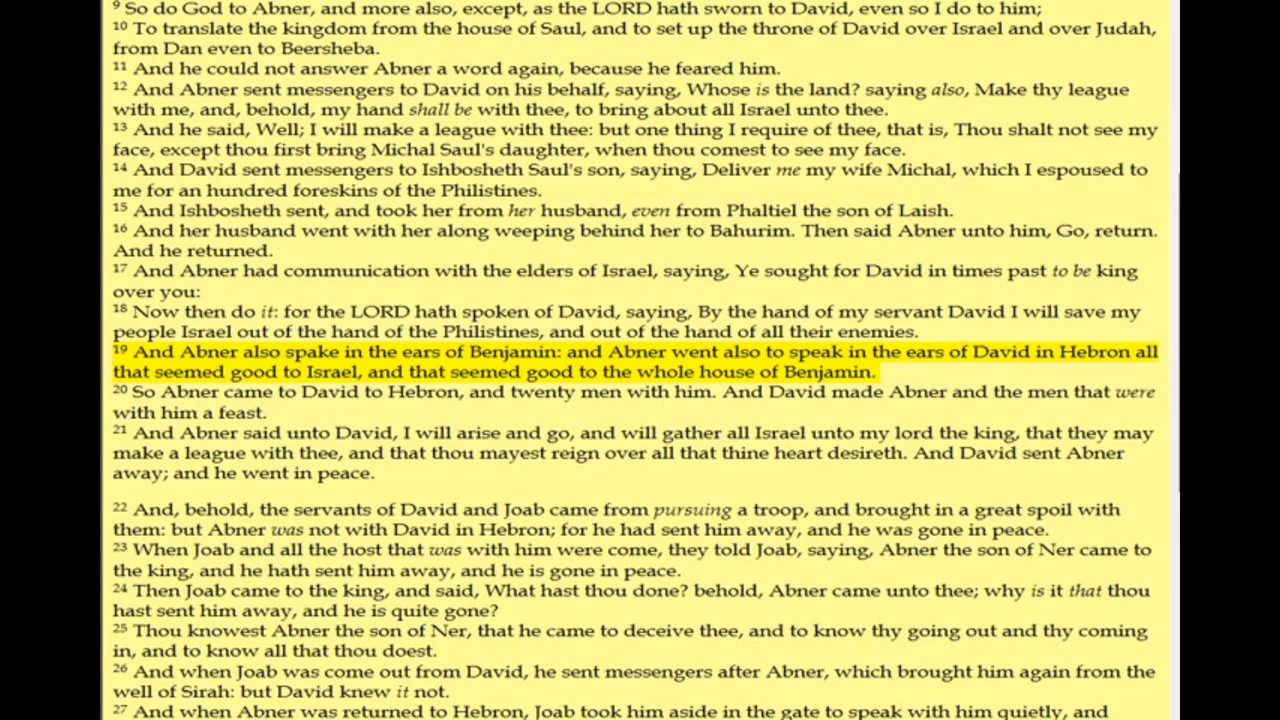 9 So do God to Abner, and more also, except, as the LORD hath sworn to David, even so I do to him;
10 To translate the kingdom from the house of Saul, and to set up the throne of David over Israel and over Judah,
from Dan even to Beersheba.
11 And he could not answer Abner a word again, because he feared him.
12 And Abner sent messengers to David on his behalf, saying, Whose is the land? saying also, Make thy league
with me, and, behold, my hand shall be with thee, to bring about all Israel unto thee.
13 And he said, Well; I will make a league with thee: but one thing I require of thee, that is, Thou shalt not see my
face, except thou first bring Michal Saul's daughter, when thou comest to see my face.
14 And David sent messengers to Ishbosheth Saul's son, saying, Deliver me my wife Michal, which I espoused to
me for an hundred foreskins of the Philistines.
15 And Ishbosheth sent, and took her from her husband, even from Phaltiel the son of Laish.
16 And her husband went with her along weeping behind her to Bahurim. Then said Abner unto him, Go, return.
And he returned.
17 And Abner had communication with the elders of Israel, saying, Ye sought for David in times past to be king
over you:
18 Now then do it: for the LORD hath spoken of David, saying, By the hand of my servant David I will save my
people Israel out of the hand of the Philistines, and out of the hand of all their enemies.
19 And Abner also spake in the ears of Benjamin: and Abner went also to speak in the ears of David in Hebron all
that seemed good to Israel, and that seemed good to the whole house of Benjamin.
20 So Abner came to David to Hebron, and twenty men with him. And David made Abner and the men that were
with him a feast.
21 And Abner said unto David, I will arise and go, and will gather all Israel unto my lord the king, that they may
make a league with thee, and that thou mayest reign over all that thine heart desireth. And David sent Abner
away; and he went in peace.
22 And, behold, the servants of David and Joab came from pursuing a troop, and brought in a great spoil with
them: but Abner was not with David in Hebron; for he had sent him away, and he was gone in peace.
23 When Joab and all the host that was with him were come, they told Joab, saying, Abner the son of Ner came to
the king, and he hath sent him away, and he is gone in peace.
24 Then Joab came to the king, and said, What hast thou done? behold, Abner came unto thee; why is it that thou
hast sent him away, and he is quite gone?
25 Thou knowest Abner the son of Ner, that he came to deceive thee, and to know thy going out and thy coming
in, and to know all that thou doest.
26 And when Joab was come out from David, he sent messengers after Abner, which brought him again from the
well of Sirah: but David knew it not.
27 And when Abner was returned to Hebron, Joab took him aside in the gate to speak with him quietly, and